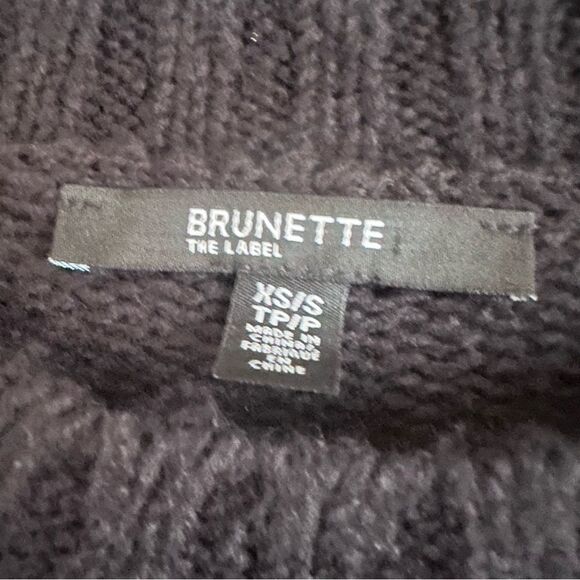 BRUNETTE
THE LABEL
XS/S
TP/P
MADE IN
CHINA/
FABRIQUÉ
EN
CHINE